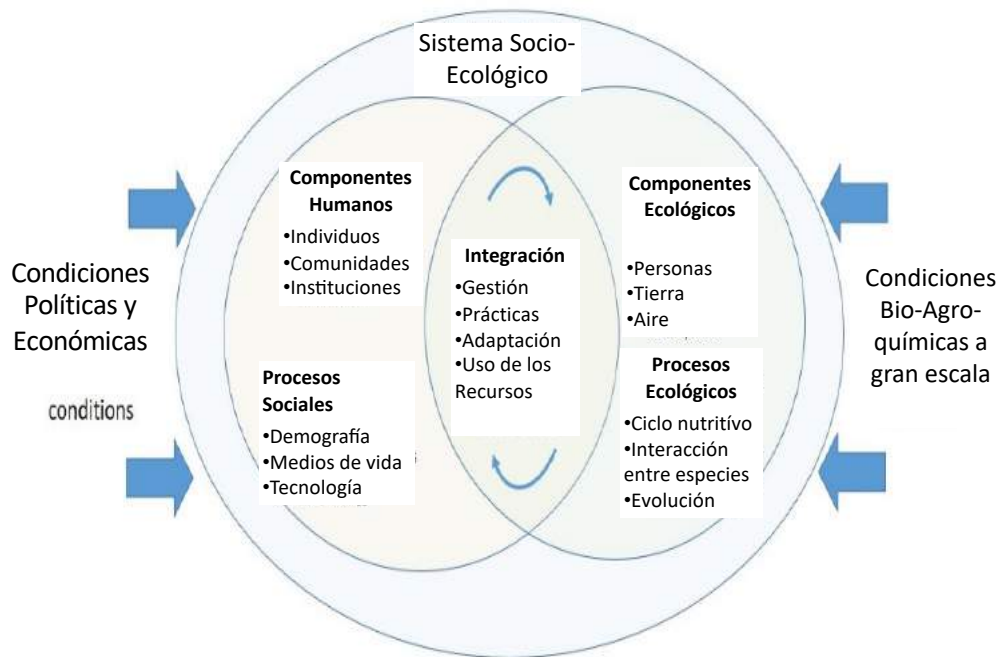 Sistema Socio-
Ecológico
Condiciones
Políticas y
Económicas
conditions
Componentes
Humanos
•Individuos
•Comunidades
•Instituciones
Procesos
Sociales
•Demografía
•Medios de vida
•Tecnología
Integración
•Gestión
•Prácticas
•Adaptación
•Uso de los
Recursos
Componentes
Ecológicos
•Personas
•Tierra
•Aire
Procesos
Ecológicos
•Ciclo nutritívo
•Interacción
entre especies
•Evolución
Condiciones
Bio-Agro-
químicas a
gran escala